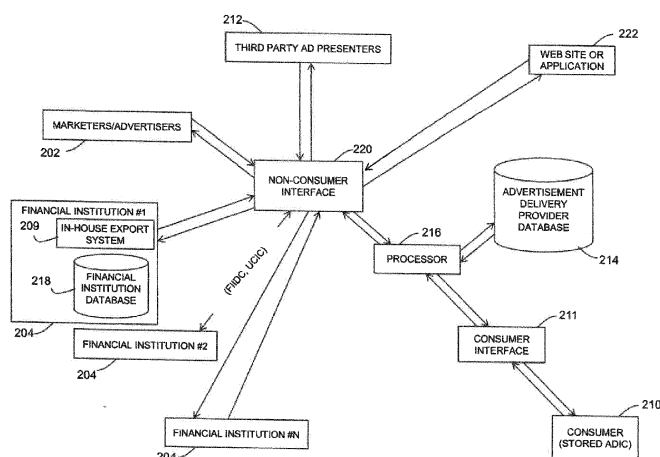 212
THIRD PARTY AD PRESENTERS
222
WEB SITE OR
APPLICATION
MARKETERS/ADVERTISERS
202
220
NON-CONSUMER
INTERFACE
FINANCIAL INSTITUTION #1
209
IN-HOUSE EXPORT
SYSTEM
218
FINANCIAL
INSTITUTION
DATABASE
204
(FIIDC, UCIC)
216
PROCESSOR
ADVERTISEMENT
DELIVERY
PROVIDER
DATABASE
214
FINANCIAL INSTITUTION #2
204
211
CONSUMER
INTERFACE
FINANCIAL INSTITUTION #N
204
210
CONSUMER
(STORED ADIC)